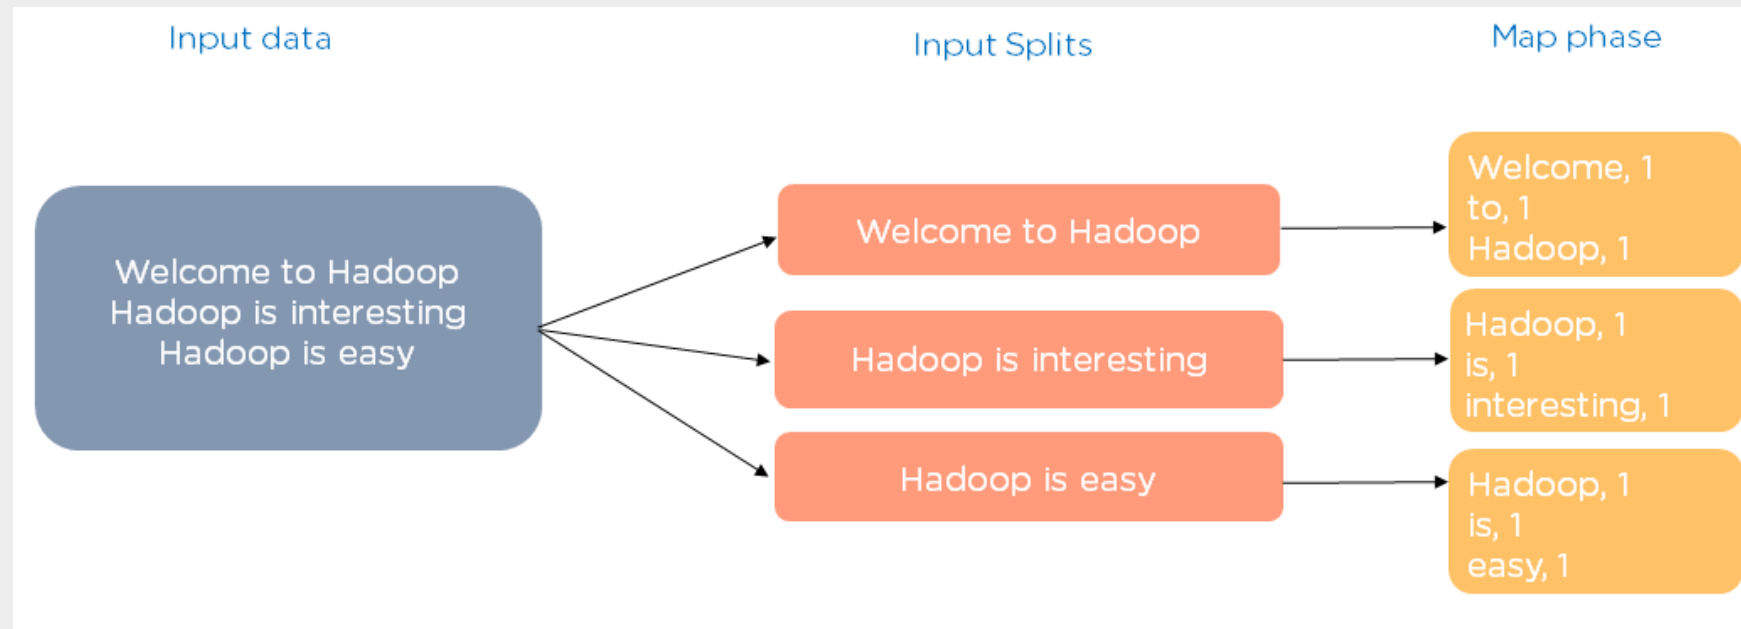 Input data
Input Splits
Map phase
Welcome to Hadoop
Hadoop is interesting
Hadoop is easy
Welcome to Hadoop
Hadoop is interesting
Hadoop is easy
Welcome, 1
to, 1
Hadoop, 1
Hadoop, 1
is, 1
interesting, 1
Hadoop, 1
is, 1
easy, 1